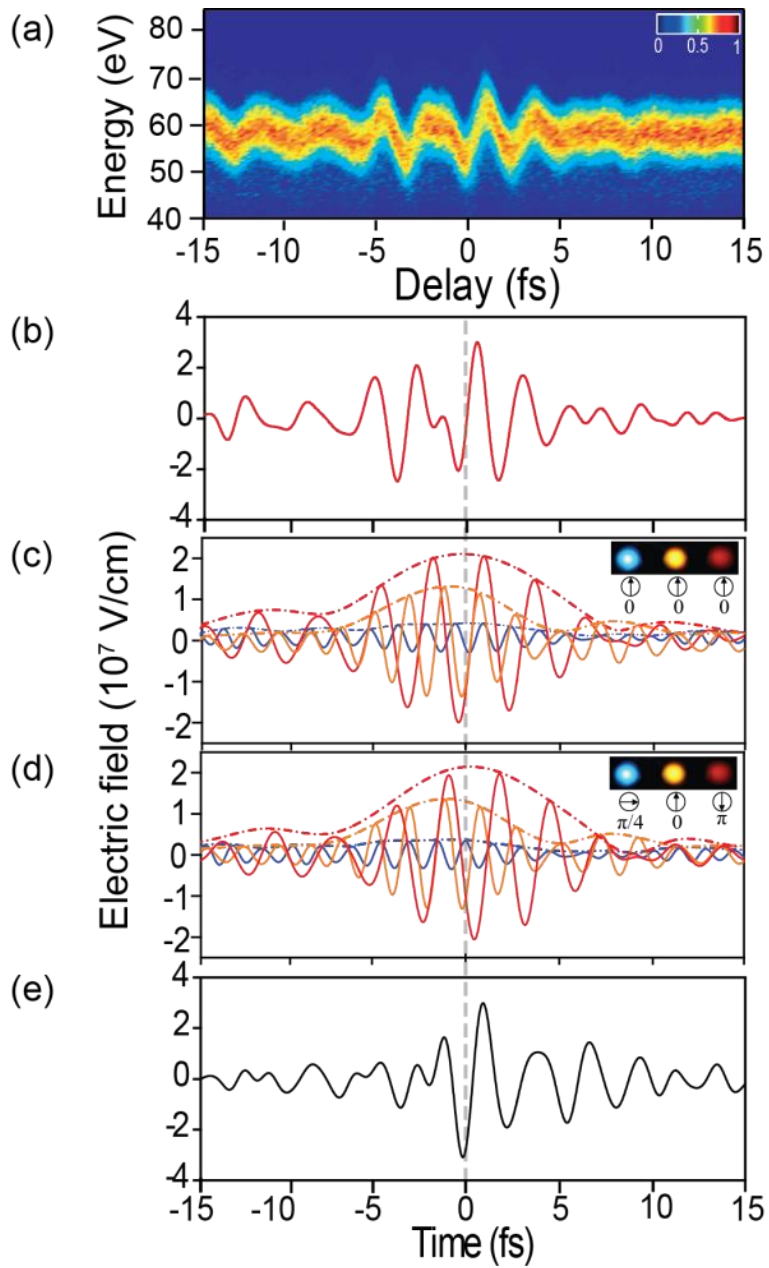 (a)
80
70
60
50
40
Energy (eV)
0 0.5 1
-15 -10 -5 0 5 10 15
Delay (fs)
(b)
4
2
0
-2
-4
(c)
2
1
0
-1
-2
0 0 0
Electric field (10⁷ V/cm)
(d)
2
1
0
-1
-2
π/4 0 π
(e)
4
2
0
-2
-4
-15 -10 -5 0 5 10 15
Time (fs)